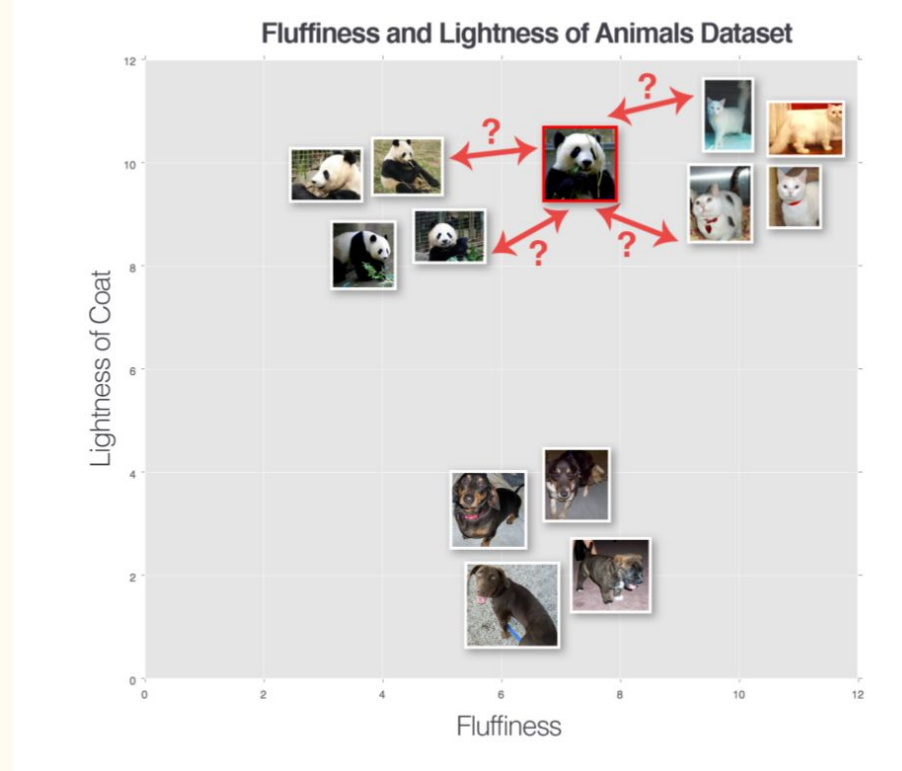 Fluffiness and Lightness of Animals Dataset
12
10
8
6
4
2
0
Lightness of Coat
?
?
?
?
0 2 4 6 8 10 12
Fluffiness